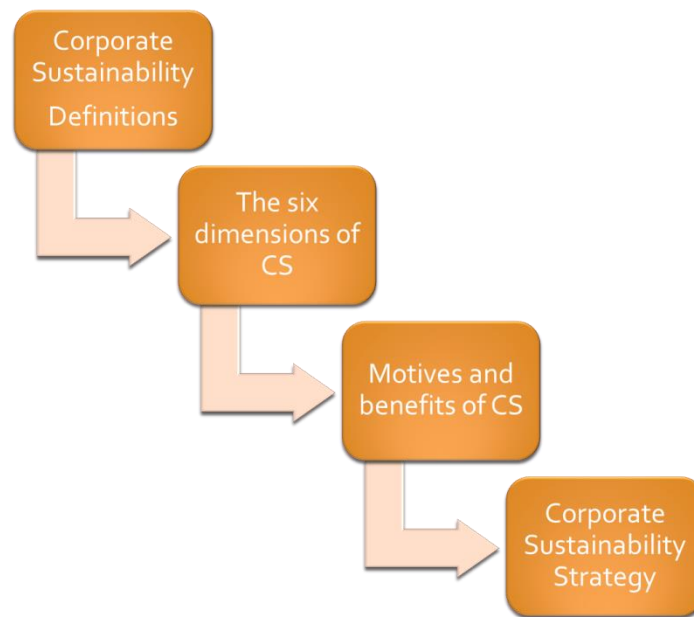 Corporate
Sustainability
Definitions
The six
dimensions of
CS
Motives and
benefits of CS
Corporate
Sustainability
Strategy